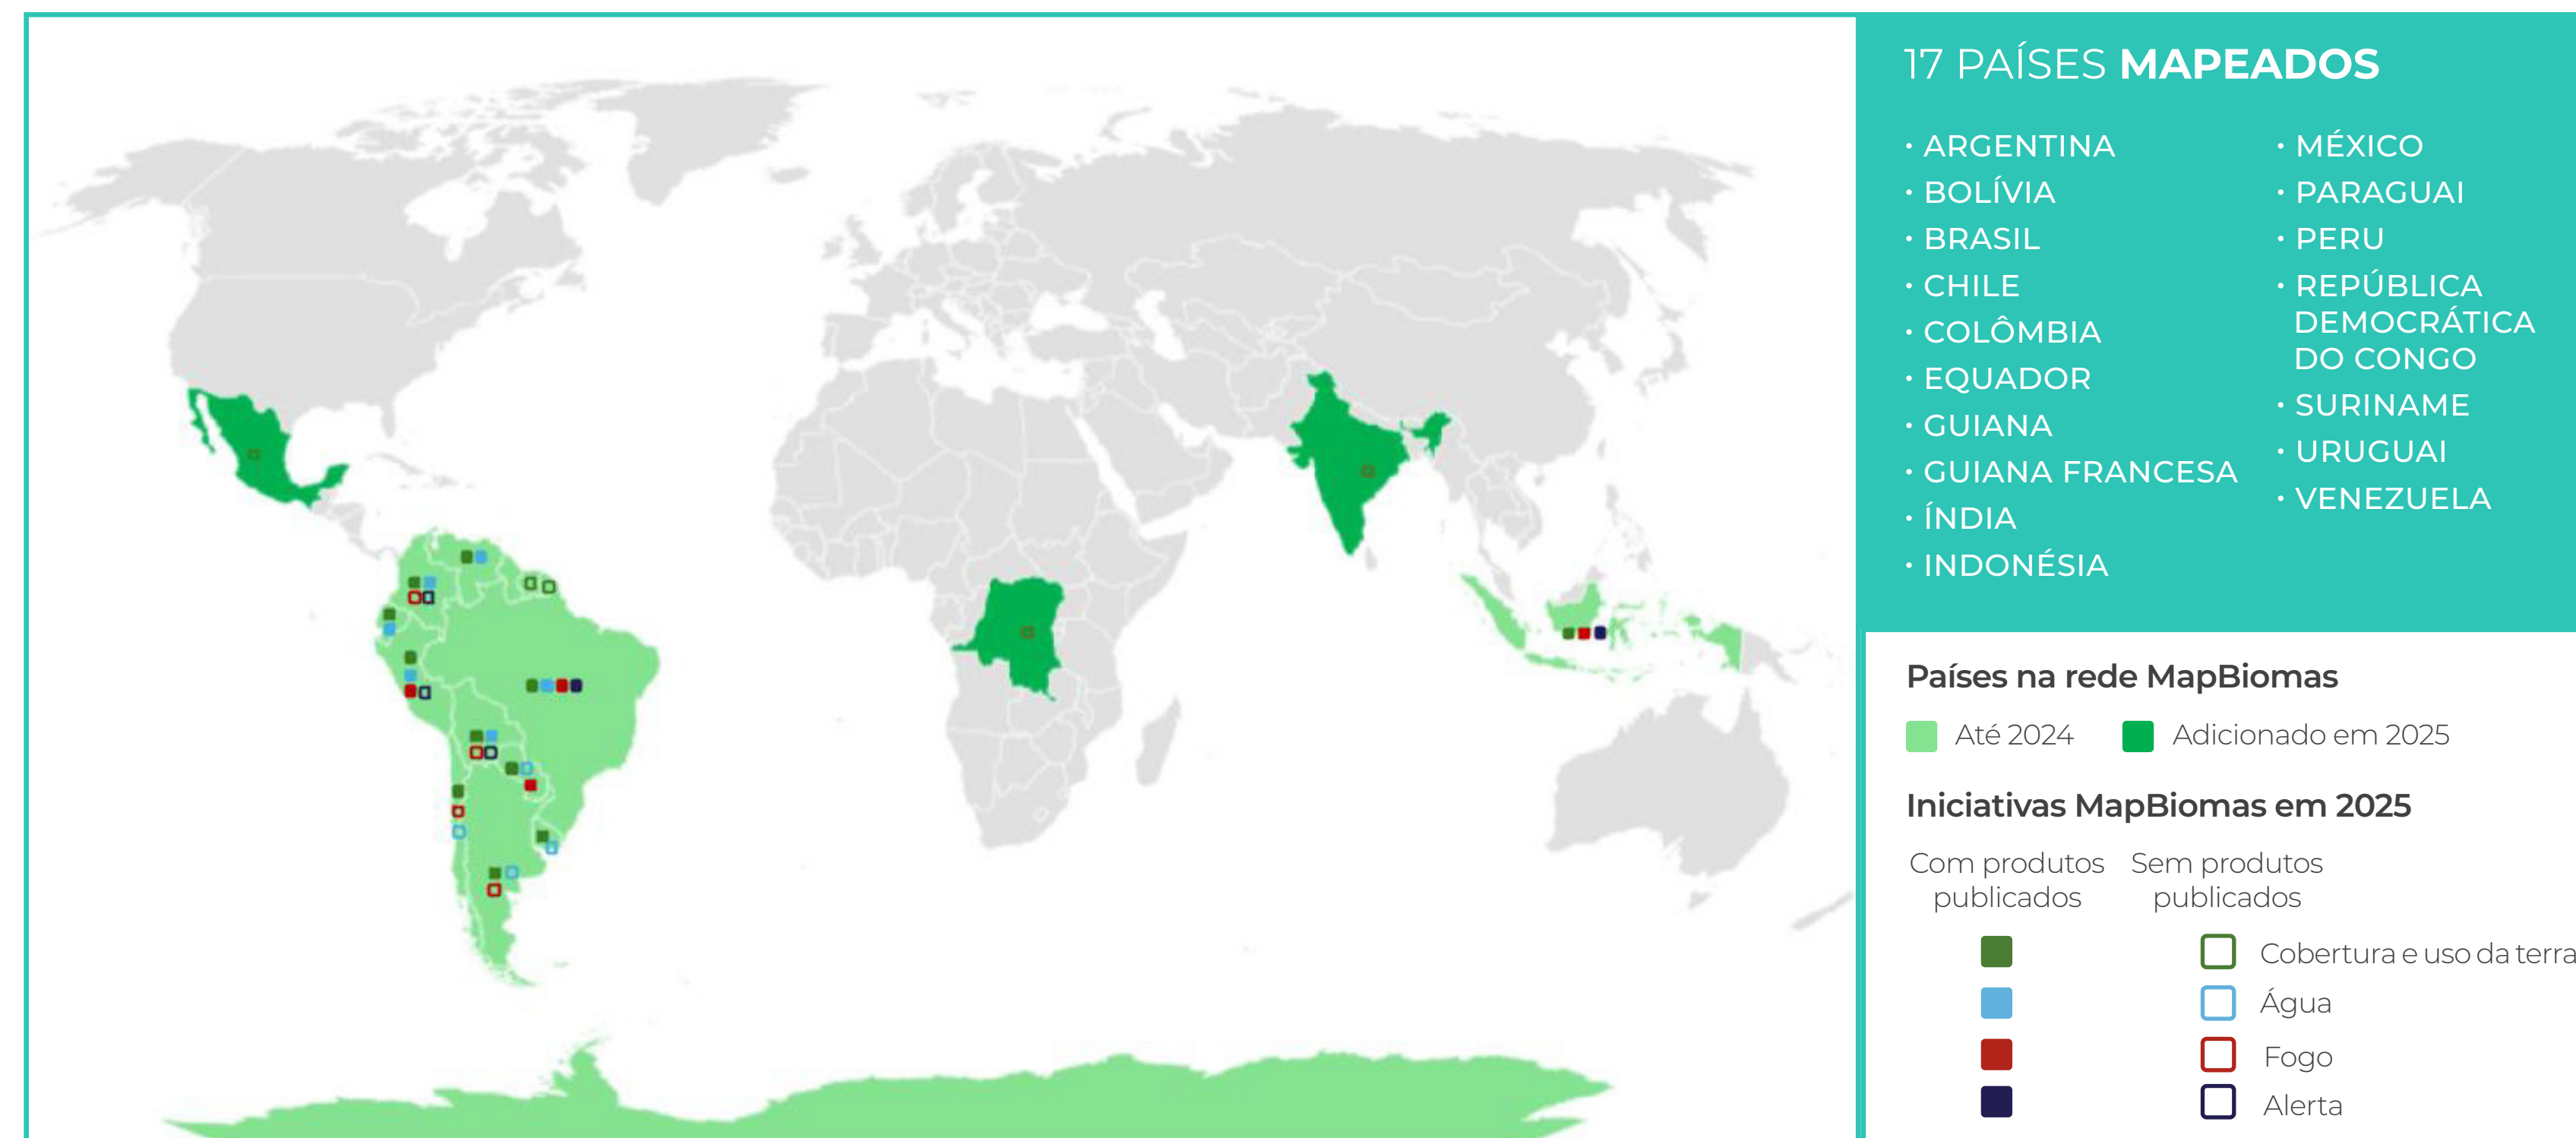 17 PAÍSES MAPEADOS
· ARGENTINA
· BOLÍVIA
· BRASIL
· CHILE
· COLÔMBIA
· EQUADOR
· GUIANA
· GUIANA FRANCESA
· ÍNDIA
· INDONÉSIA
· MÉXICO
· PARAGUAI
· PERU
· REPÚBLICA
DEMOCRÁTICA
DO CONGO
· SURINAME
· URUGUAI
· VENEZUELA
Países na rede MapBiomas
Até 2024 Adicionado em 2025
Iniciativas MapBiomas em 2025
Com produtos
publicados
Sem produtos
publicados
Cobertura e uso da terra
Água
Fogo
Alerta